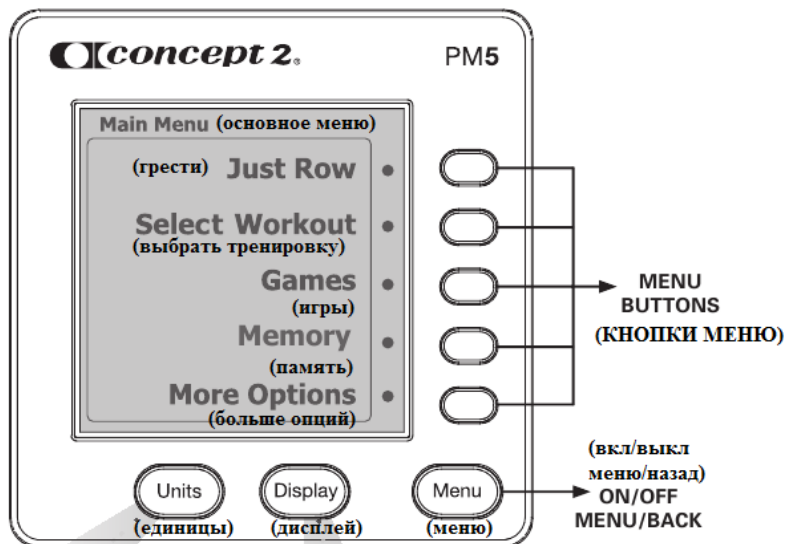 concept 2® PM5
Main Menu (основное меню)
(грести) Just Row
Select Workout
(выбрать тренировку)
Games
(игры)
Memory
(память)
More Options
(больше опций)
MENU
BUTTONS
(КНОПКИ МЕНЮ)
Units Display Menu
(единицы) (дисплей) (меню)
(вкл/выкл
меню/назад)
ON/OFF
MENU/BACK